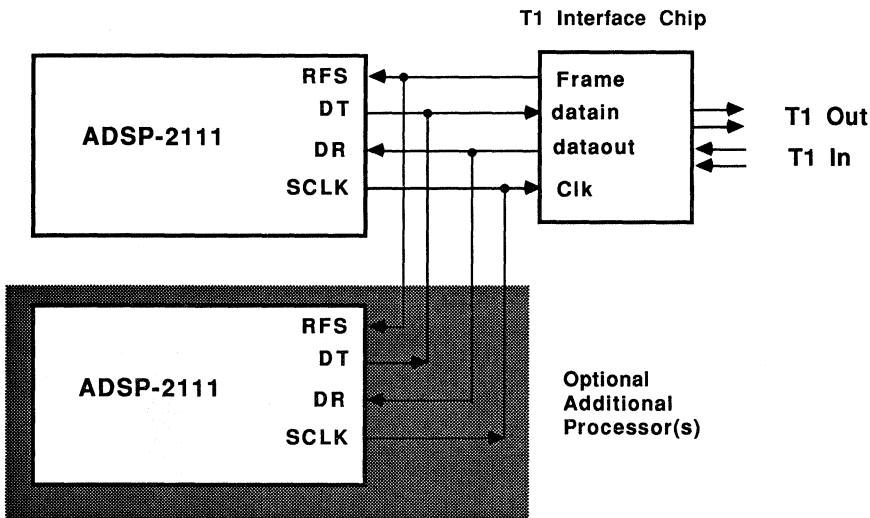 T1 Interface Chip
ADSP-2111
RFS
DT
DR
SCLK
Frame
datain
dataout
Clk
T1 Out
T1 In
ADSP-2111
RFS
DT
DR
SCLK
Optional
Additional
Processor(s)